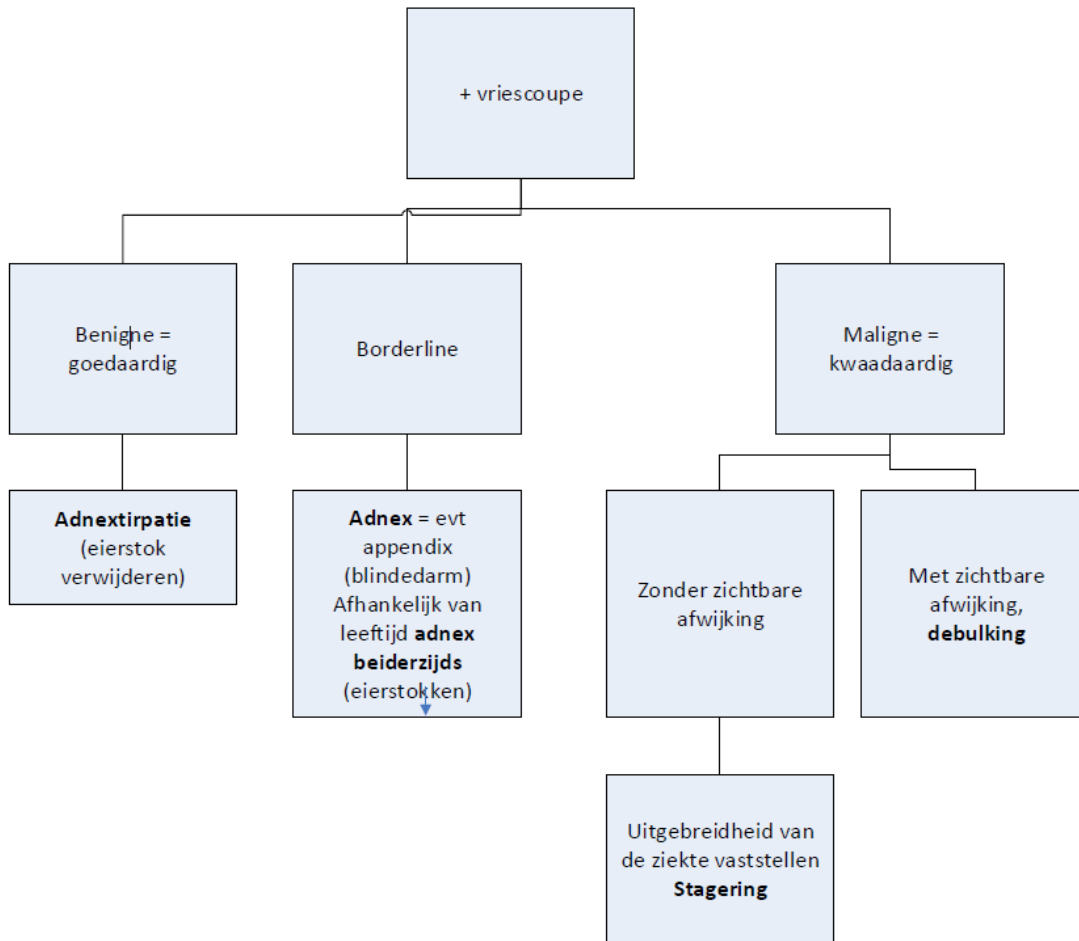 + vriescoupe
Benigne =
goedaardig
Borderline
Maligne =
kwaadaardig
Adnextirpatie
(eierstok
verwijderen)
Adnex = evt
appendix
(blindedarm)
Afhankelijk van
leeftijd adnex
beiderzijds
(eierstokken)
Zonder zichtbare
afwijking
Met zichtbare
afwijking,
debulking
Uitgebreidheid van
de ziekte vaststellen
Stagering